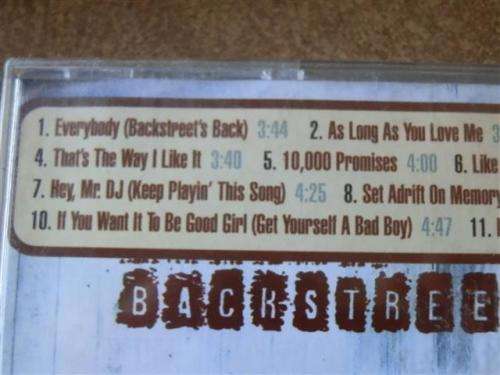 1. Everybody (Backstreet's Back) 3:44 2. As Long As You Love Me
4. That's The Way I Like It 3:40 5. 10,000 Promises 4:00 6. Like
7. Hey, Mr. DJ (Keep Playin' This Song) 4:25 8. Set Adrift On Memory
10. If You Want It To Be Good Girl (Get Yourself A Bad Boy) 4:47 11.
BACKSTREE